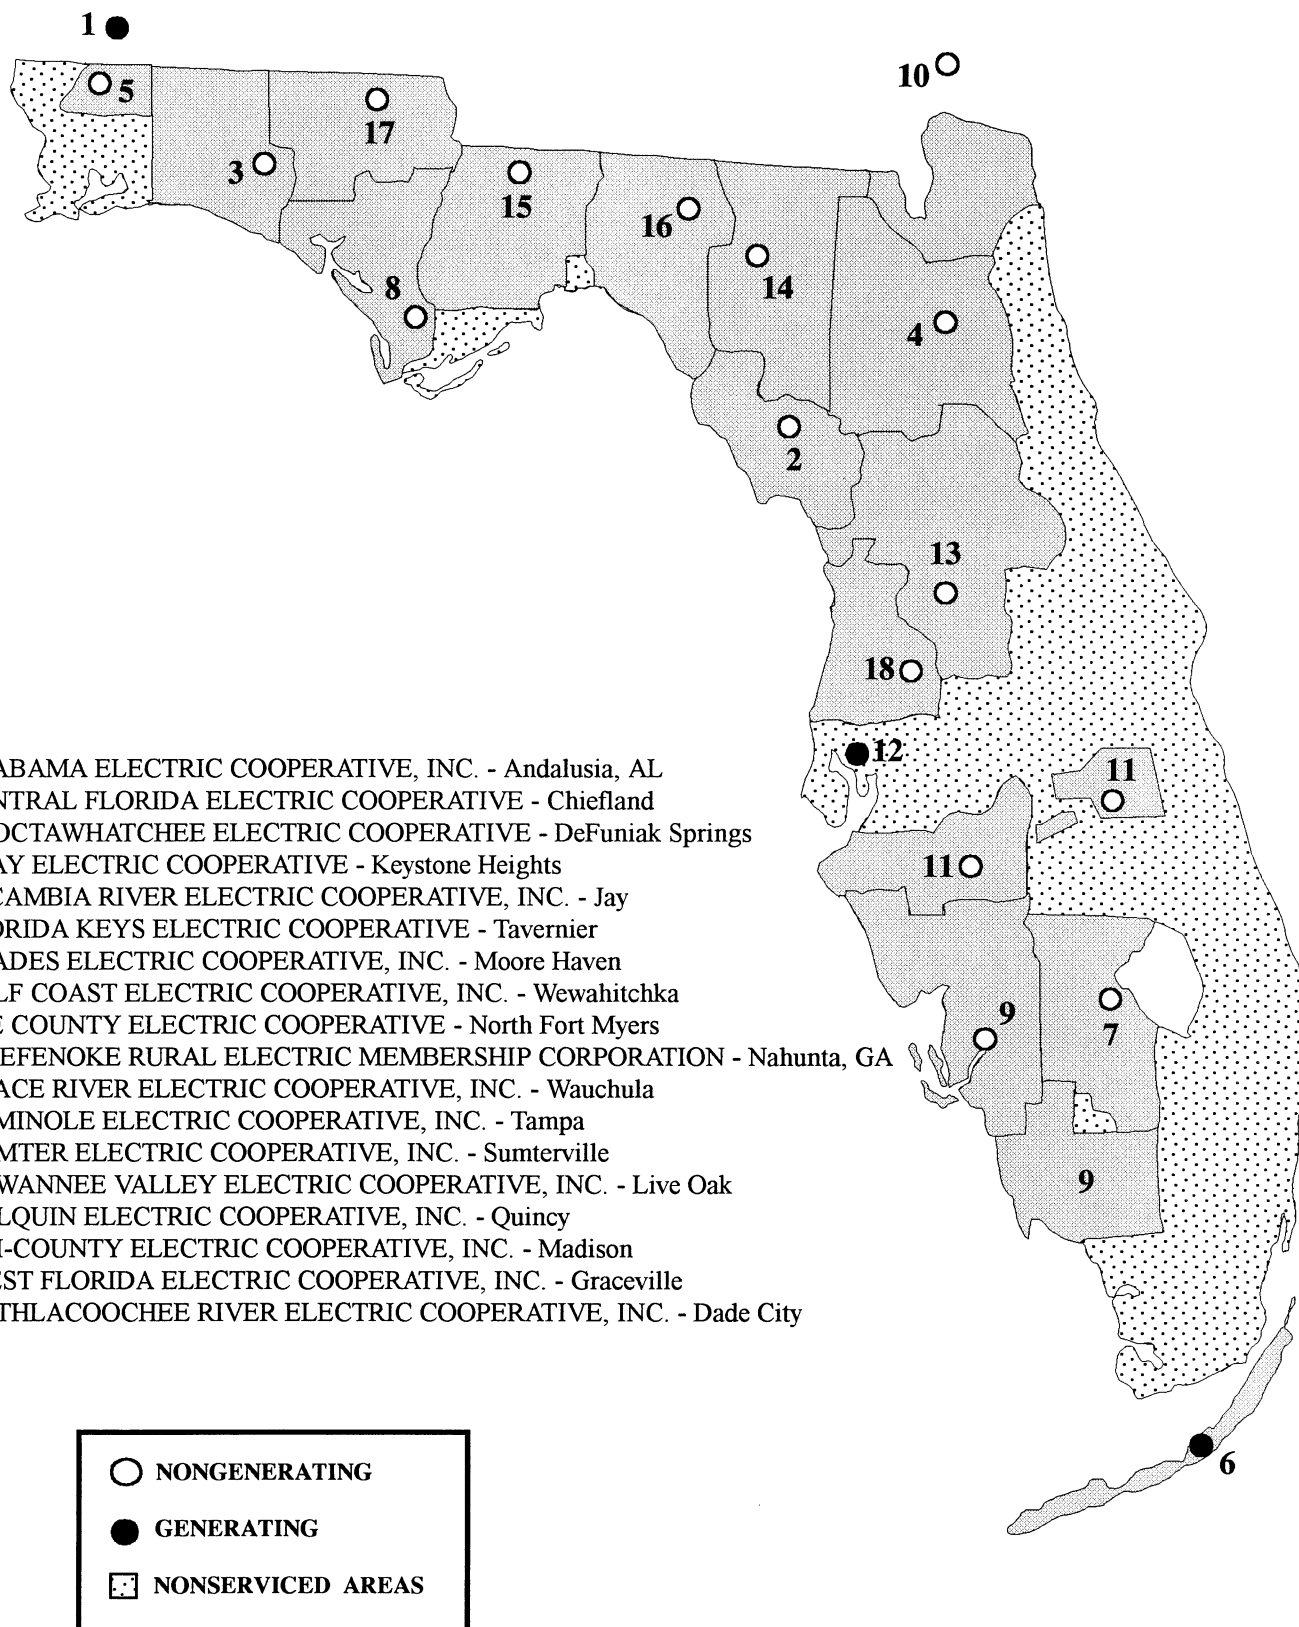 1
10
5
17
3
15
16
14
8
4
2
13
18
12
11
11
9
7
9
6
ABAMA ELECTRIC COOPERATIVE, INC. - Andalusia, AL
NTRAL FLORIDA ELECTRIC COOPERATIVE - Chiefland
OCTAWHATCHEE ELECTRIC COOPERATIVE - DeFuniak Springs
AY ELECTRIC COOPERATIVE - Keystone Heights
CAMBIA RIVER ELECTRIC COOPERATIVE, INC. - Jay
ORIDA KEYS ELECTRIC COOPERATIVE - Tavernier
ADES ELECTRIC COOPERATIVE, INC. - Moore Haven
LF COAST ELECTRIC COOPERATIVE, INC. - Wewahitchka
E COUNTY ELECTRIC COOPERATIVE - North Fort Myers
EFENOKE RURAL ELECTRIC MEMBERSHIP CORPORATION - Nahunta, GA
ACE RIVER ELECTRIC COOPERATIVE, INC. - Wauchula
MINOLE ELECTRIC COOPERATIVE, INC. - Tampa
MTER ELECTRIC COOPERATIVE, INC. - Sumterville
WANNEE VALLEY ELECTRIC COOPERATIVE, INC. - Live Oak
LQUIN ELECTRIC COOPERATIVE, INC. - Quincy
I-COUNTY ELECTRIC COOPERATIVE, INC. - Madison
EST FLORIDA ELECTRIC COOPERATIVE, INC. - Graceville
THLACOOCHEE RIVER ELECTRIC COOPERATIVE, INC. - Dade City
NONGENERATING
GENERATING
NONSERVICED AREAS